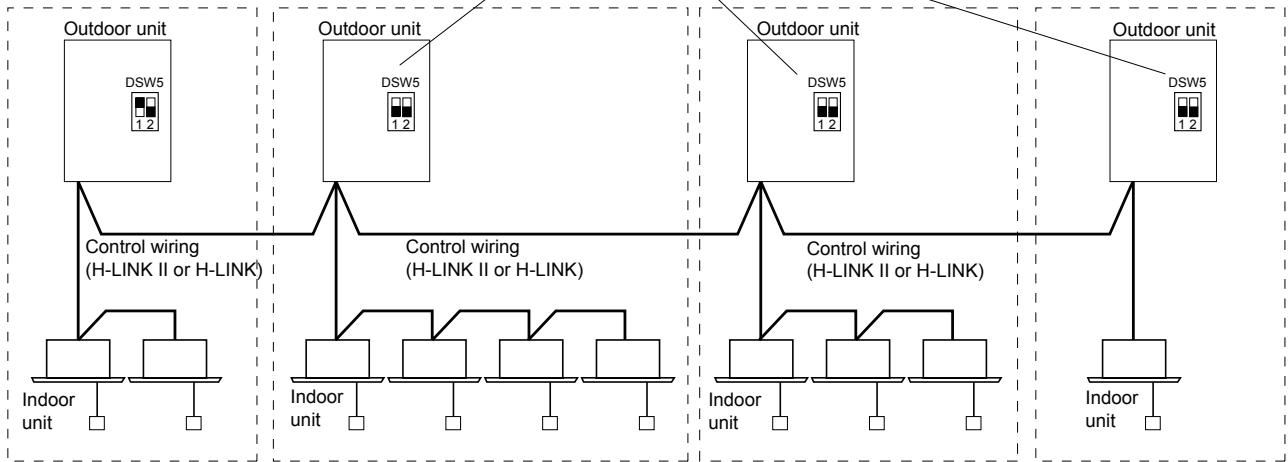 Outdoor unit
DSW5
1 2
Outdoor unit
DSW5
1 2
Outdoor unit
DSW5
1 2
Outdoor unit
DSW5
1 2
Control wiring
(H-LINK II or H-LINK)
Control wiring
(H-LINK II or H-LINK)
Control wiring
(H-LINK II or H-LINK)
Indoor
unit
Indoor
unit
Indoor
unit
Indoor
unit